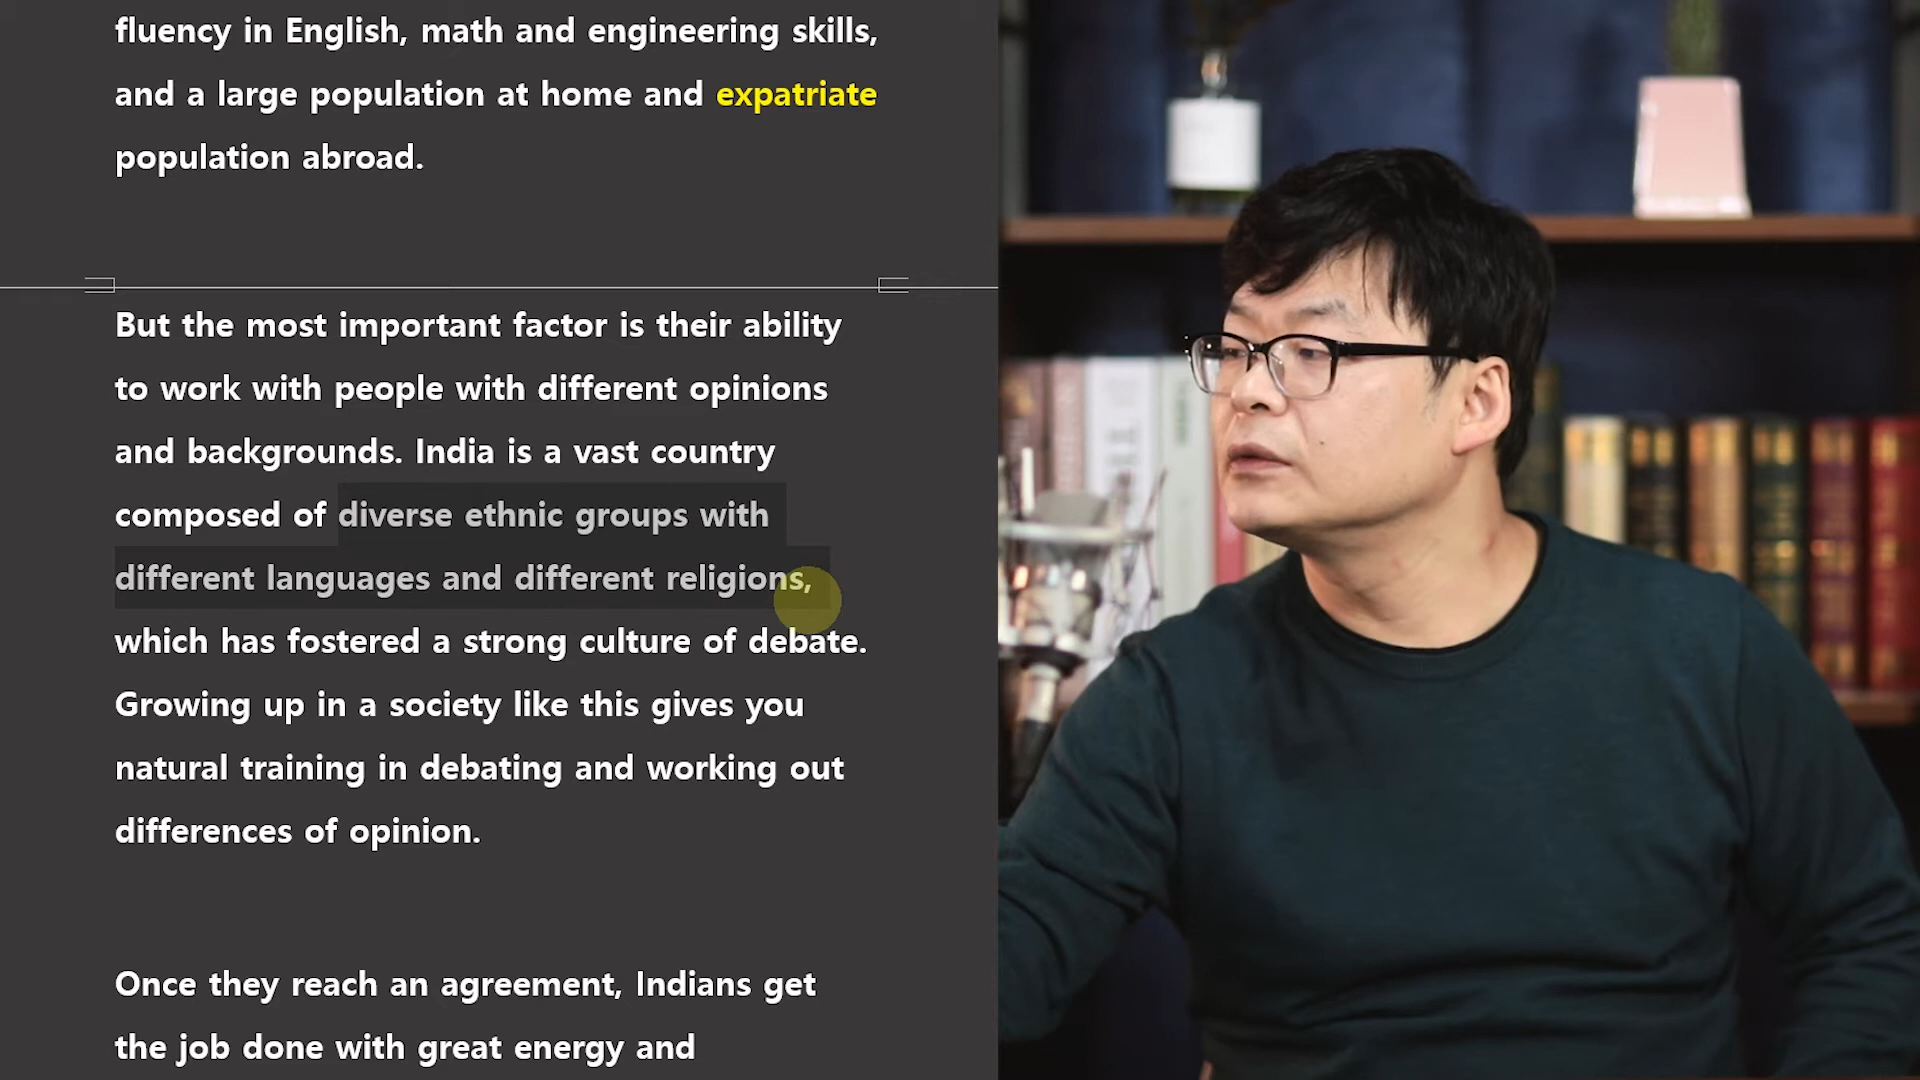 fluency in English, math and engineering skills,
and a large population at home and expatriate
population abroad.
But the most important factor is their ability
to work with people with different opinions
and backgrounds. India is a vast country
composed of diverse ethnic groups with
different languages and different religions,
which has fostered a strong culture of debate.
Growing up in a society like this gives you
natural training in debating and working out
differences of opinion.
Once they reach an agreement, Indians get
the job done with great energy and